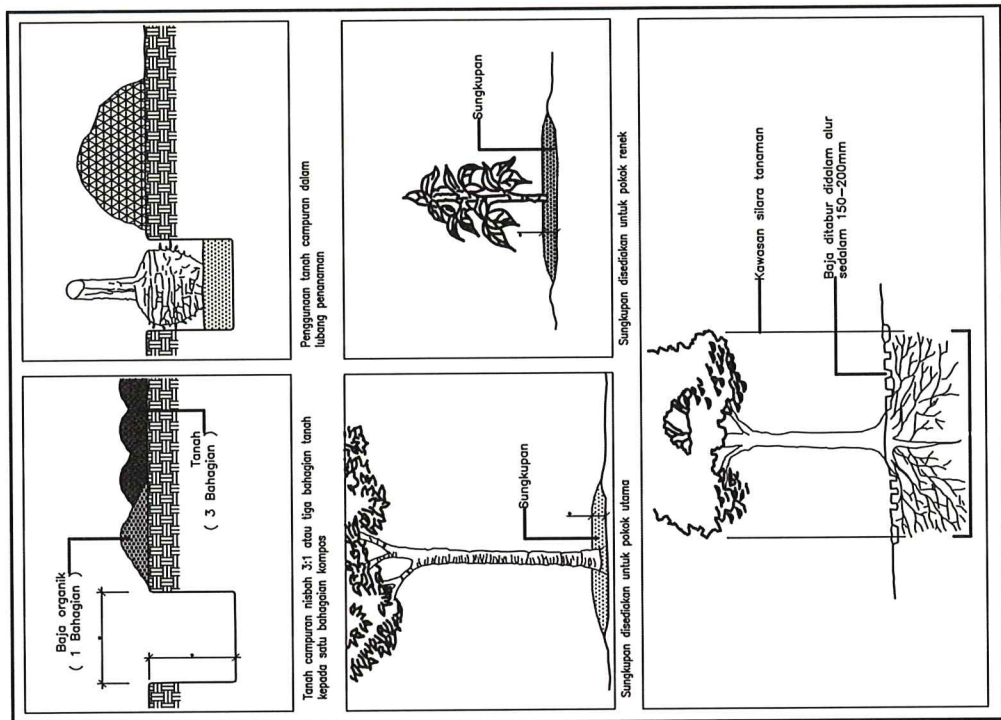 Baja organik
( 1 Bahagian )
Tanah
( 3 Bahagian )
Tanah campuran nisbah 3:1 atau tiga bahagian tanah
kepada satu bahagaian kompos
Penggunaan tanah campuran dalam
lubang penanaman
Sungkupan
Sungkupan disediakan untuk pokok utama
Sungkupan
Sungkupan disediakan untuk pokok renek
Kawasan silara tanaman
Baja ditabur didalam alur
sedalam 150-200mm